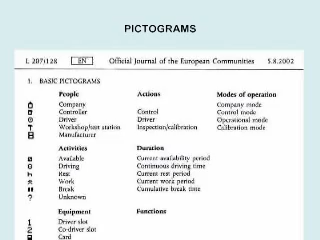 PICTOGRAMS
L 207/128 EN Official Journal of the European Communities 5.8.2002
1. BASIC PICTOGRAMS
People Actions Modes of operation
Company Company mode
Controller Control Control mode
Driver Driver Operational mode
Workshop/test station Inspection/calibration Calibration mode
Manufacturer
Activities Duration
Available Current availability period
Driving Continuous driving time
Rest Current rest period
Work Current work period
Break Cumulative break time
? Unknown
Equipment Functions
1 Driver slot
2 Co-driver slot
Card